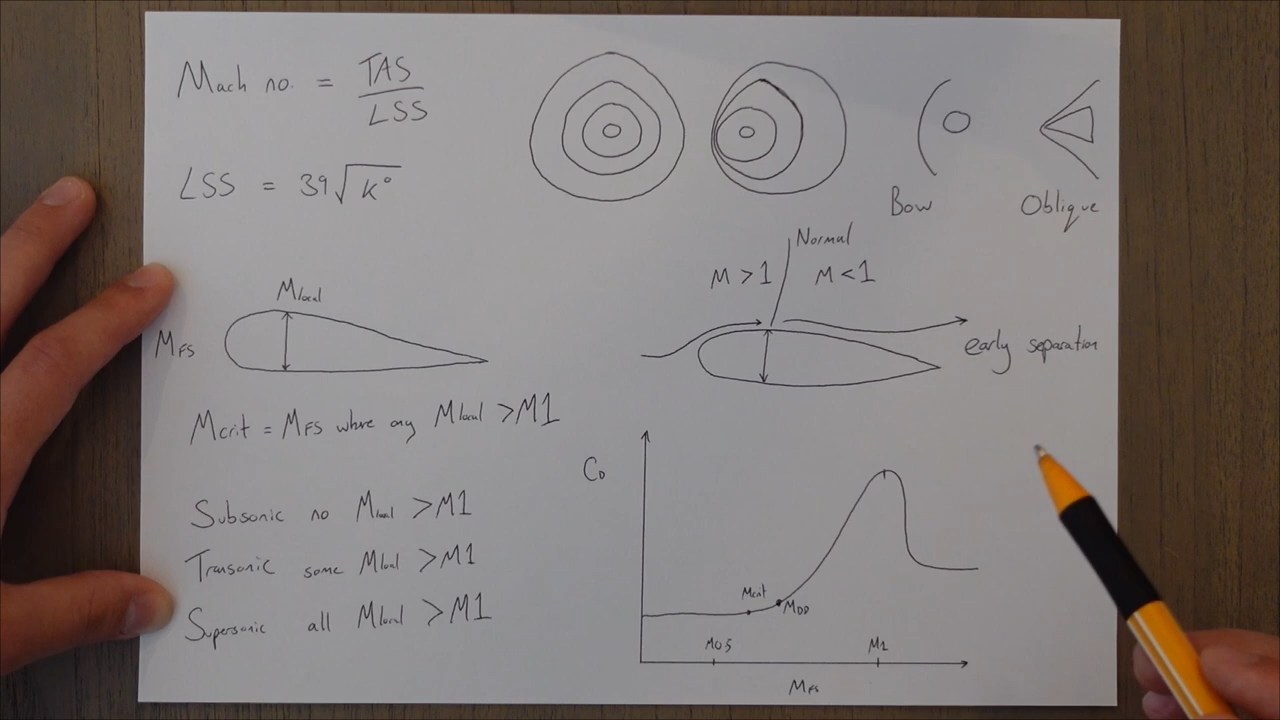 Mach no. = TAS
LSS
LSS = 39√K°
Bow
Oblique
Normal
M > 1
M < 1
early separation
Mlocal
MFS
Mcrit = MFS where any Mlocal > M1
Subsonic no Mlocal > M1
Transonic some Mlocal > M1
Supersonic all Mlocal > M1
CD
Mcrit
MDD
M0.5
M1
MFS